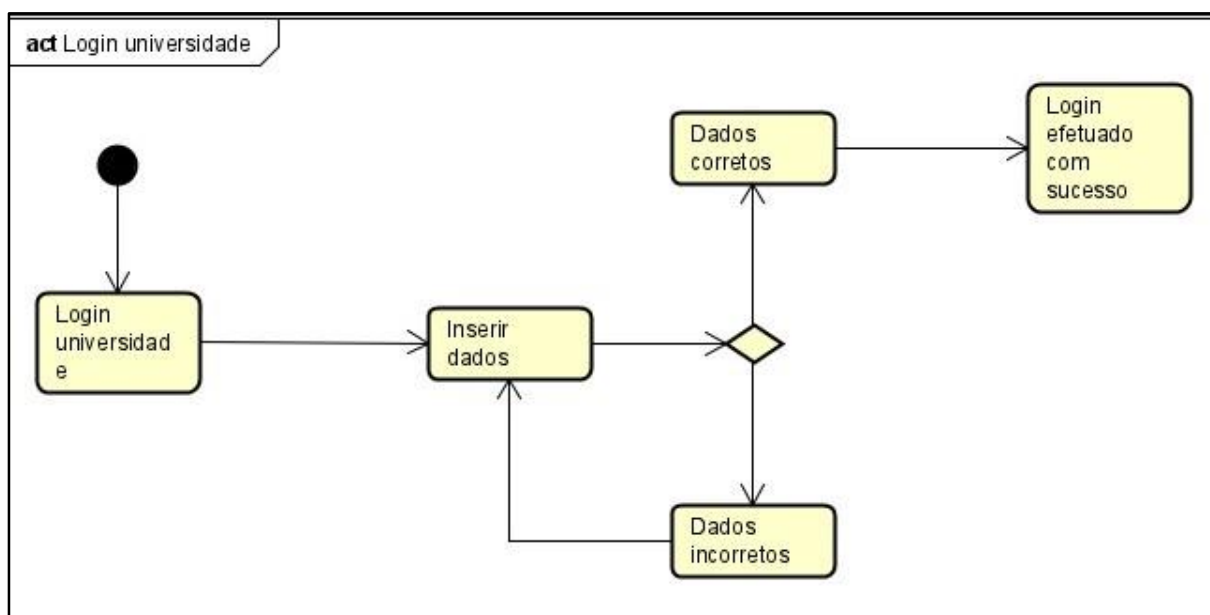 act Login universidade
Login
universidad
e
Inserir
dados
Dados
corretos
Login
efetuado
com
sucesso
Dados
incorretos